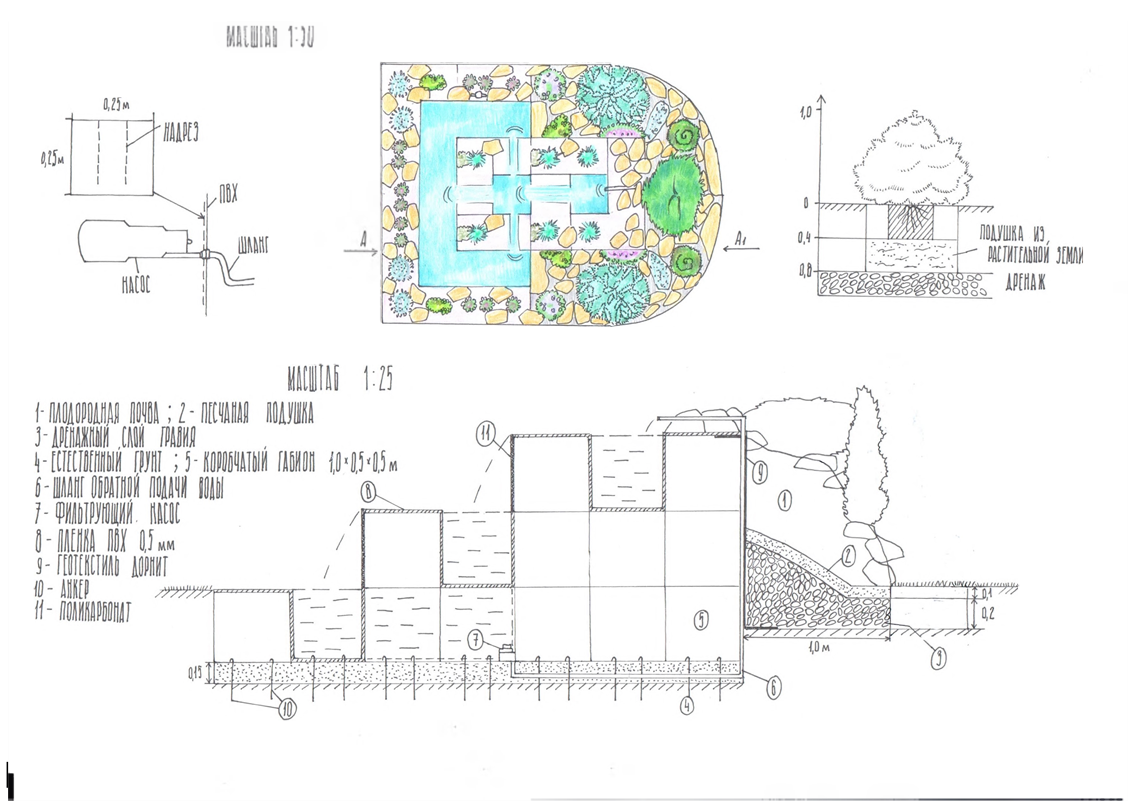 МАСШТАБ 1:50
0,25м
0,25м
НАДРЕЗ
ПВХ
ШЛАНГ
НАСОС
А
А1
1,0
0
0,4
0,8
ПОДУШКА ИЗ
РАСТИТЕЛЬНОЙ ЗЕМЛИ
ДРЕНАЖ
МАСШТАБ 1:25
1- ПЛОДОРОДНАЯ ПОЧВА ; 2- ПЕСЧАНАЯ ПОДУШКА
3- ДРЕНАЖНЫЙ СЛОЙ ГРАВИЯ
4- ЕСТЕСТВЕННЫЙ ГРУНТ ; 5- КОРОБЧАТЫЙ ГАБИОН 1,0×0,5×0,5 м
6- ШЛАНГ ОБРАТНОЙ ПОДАЧИ ВОДЫ
7- ФИЛЬТРУЮЩИЙ НАСОС
8- ПЛЕНКА ПВХ 0,5 мм
9- ГЕОТЕКСТИЛЬ ДОРНИТ
10- АНКЕР
11- ПОЛИКАРБОНАТ
11
8
9
1
2
5
7
0,1
0,2
1,0м
9
0,15
10
4
6